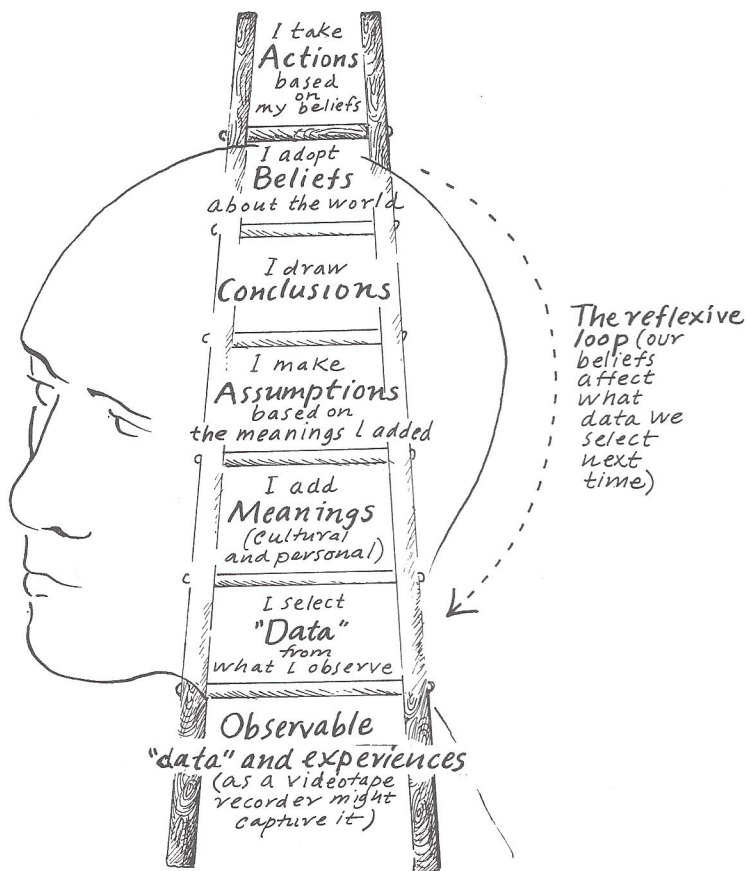 I take
Actions
based
on
my beliefs
I adopt
Beliefs
about the world
I draw
Conclusions
I make
Assumptions
based on
the meanings I added
I add
Meanings
(cultural
and personal)
I select
"Data"
from
what I observe
Observable
"data" and experiences
(as a videotape
recorder might
capture it)
The reflexive
loop (our
beliefs
affect
what
data we
select
next
time)